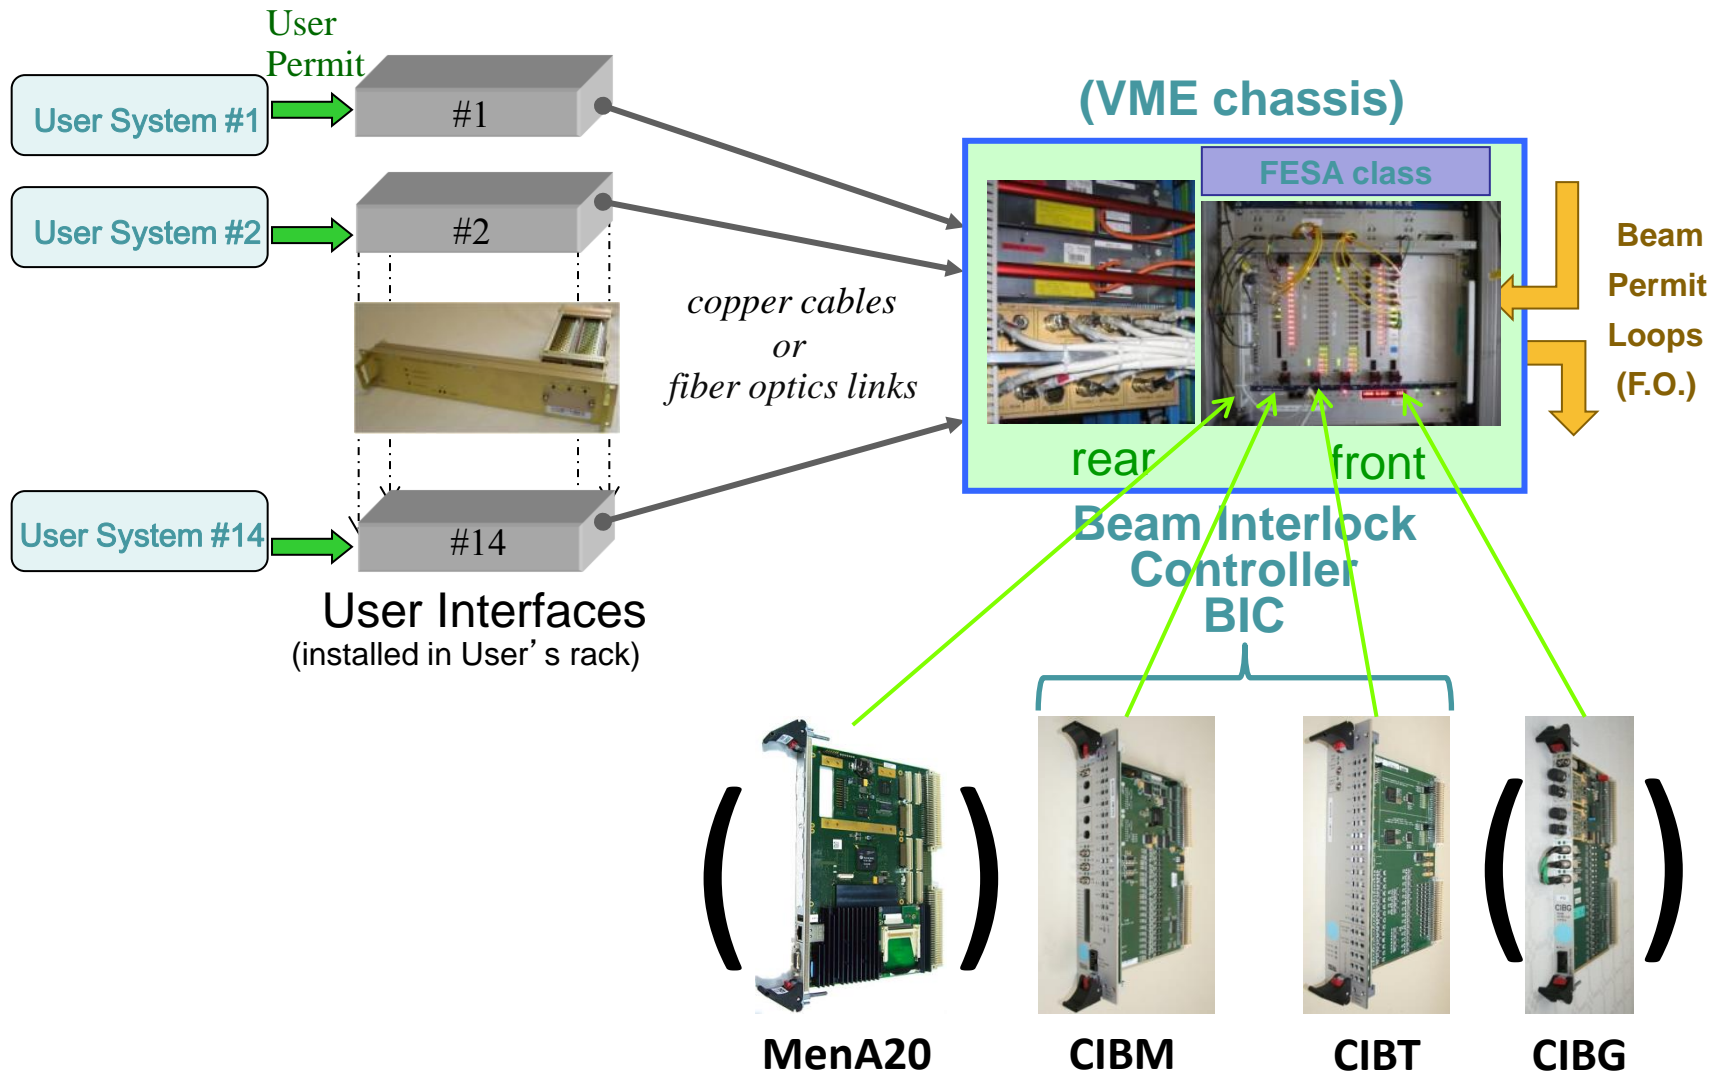 User
Permit
User System #1
#1
User System #2
#2
User System #14
#14
User Interfaces
(installed in User’s rack)
copper cables
or
fiber optics links
(VME chassis)
FESA class
rear
front
Beam Interlock
Controller
BIC
Beam
Permit
Loops
(F.O.)
(
)
(
)
CIBG
MenA20
CIBM
CIBT
CIBG